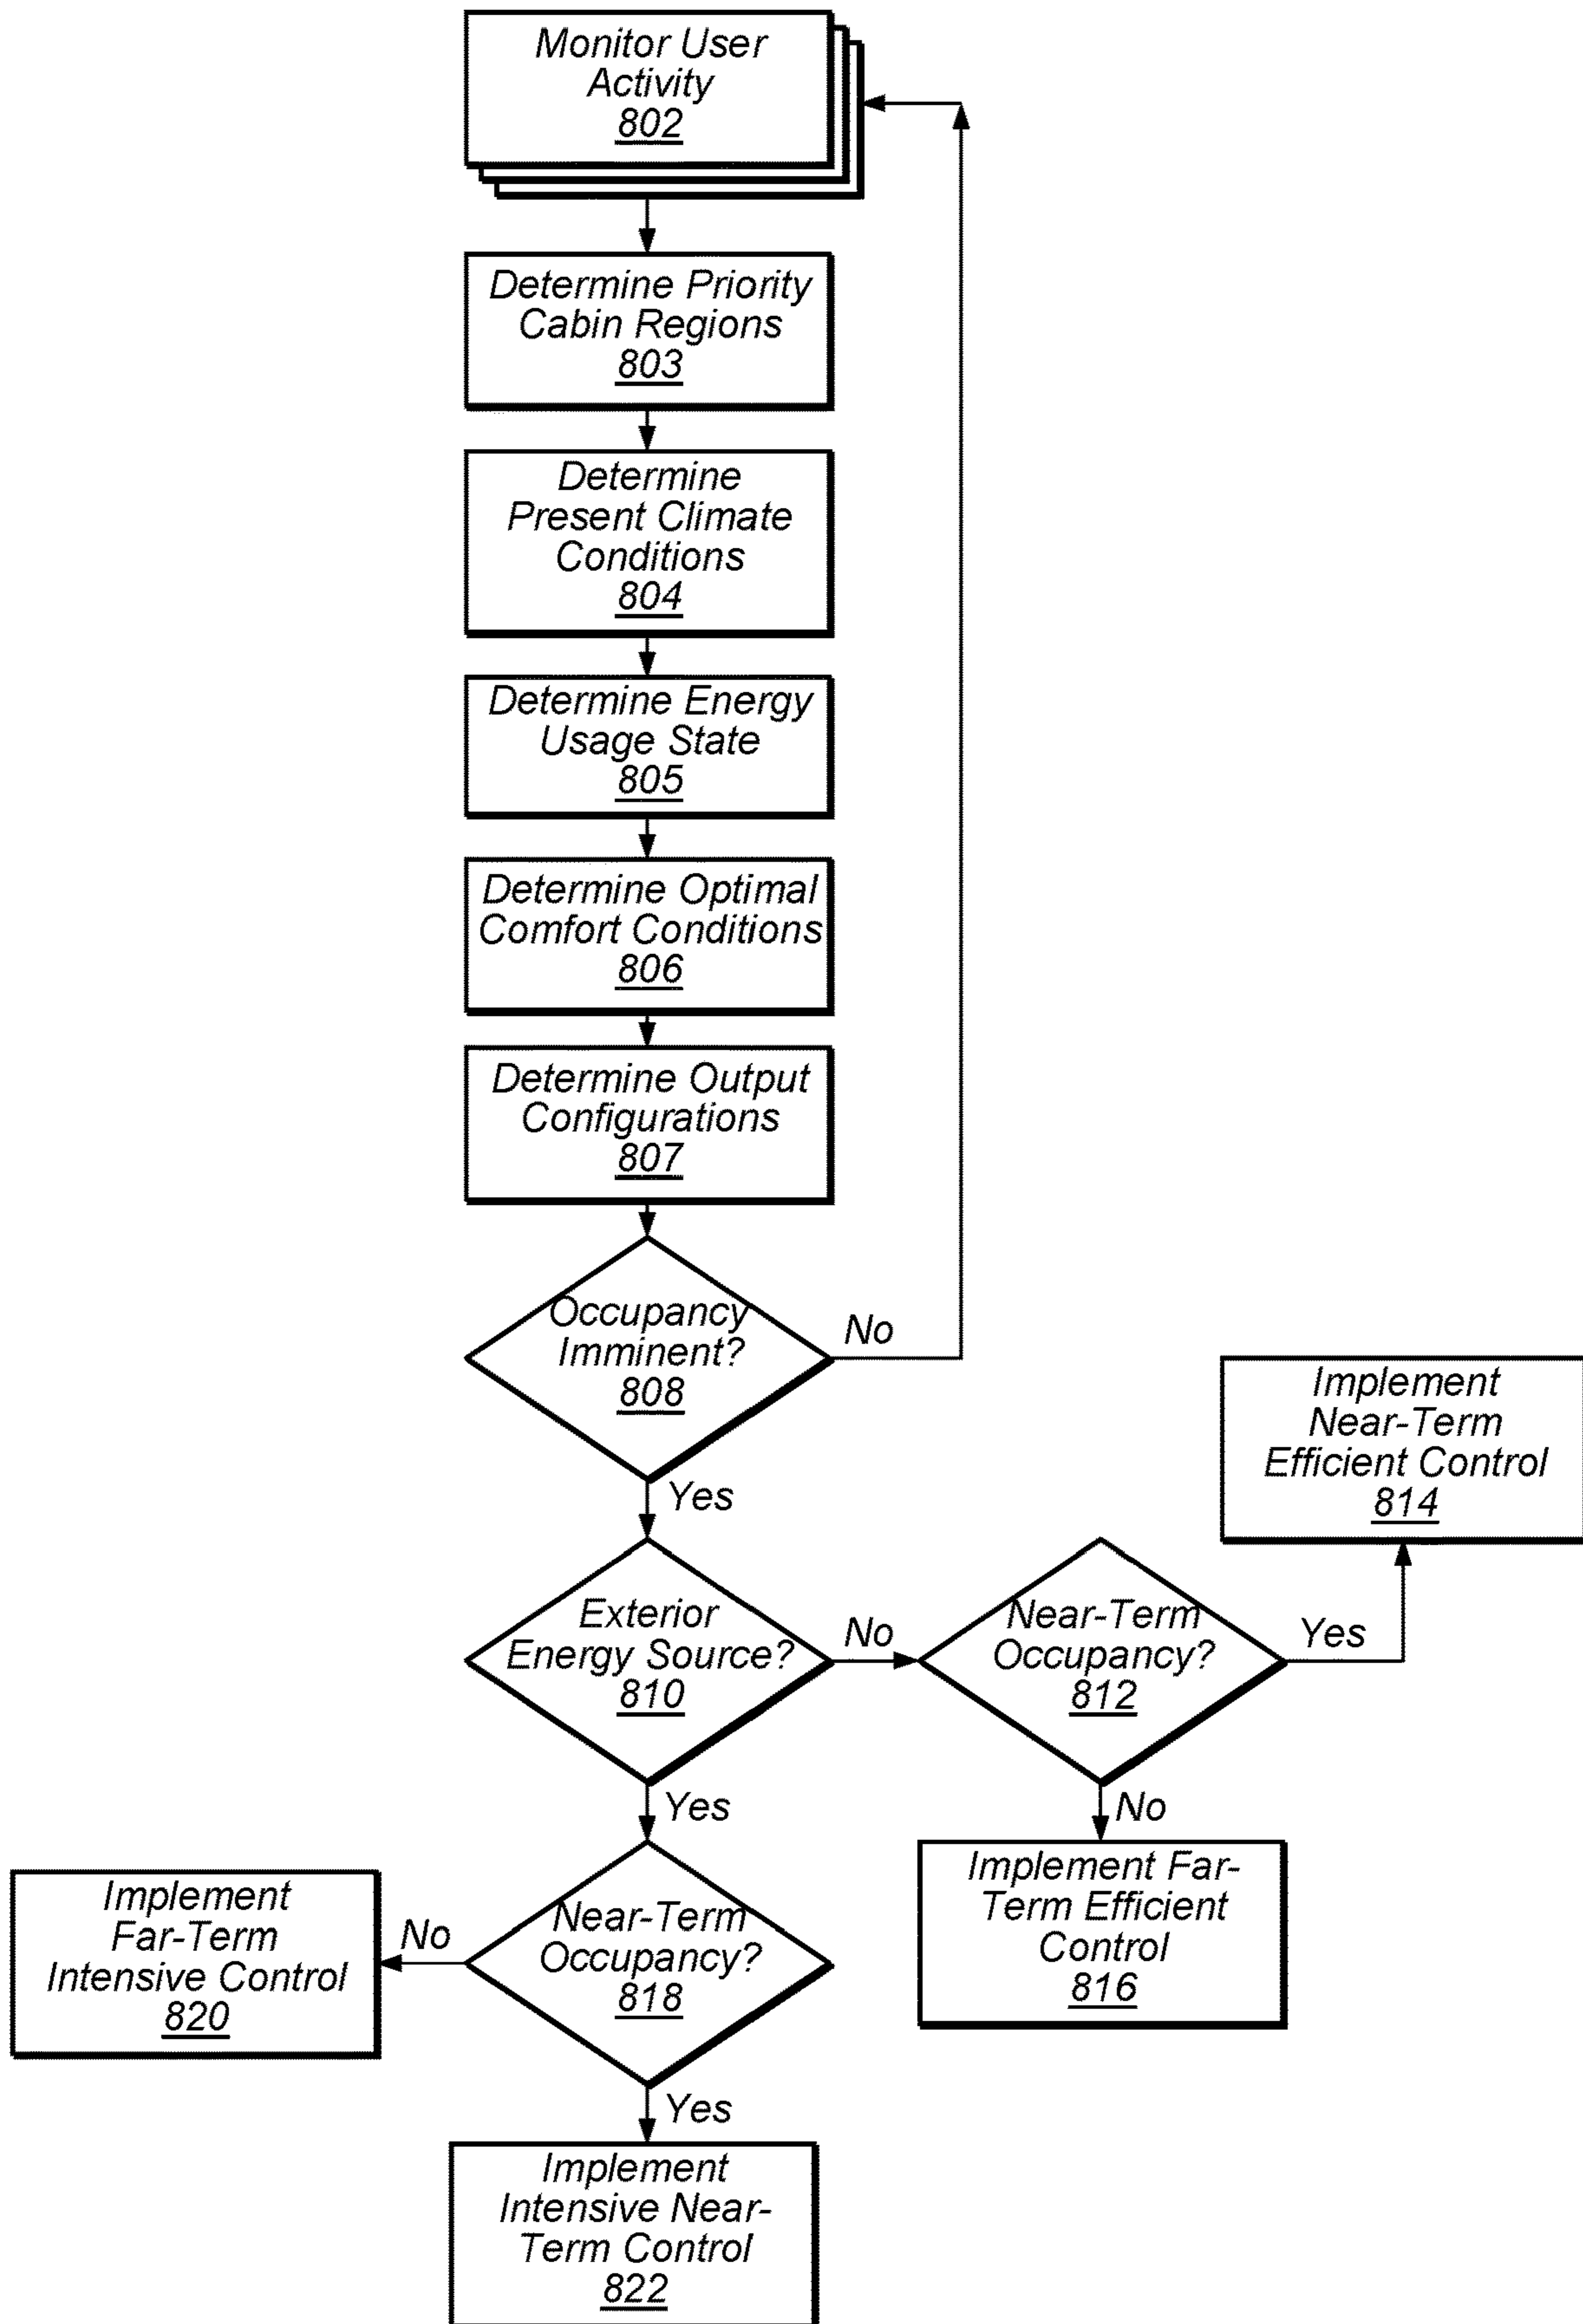 Monitor User
Activity
802
Determine Priority
Cabin Regions
803
Determine
Present Climate
Conditions
804
Determine Energy
Usage State
805
Determine Optimal
Comfort Conditions
806
Determine Output
Configurations
807
Occupancy
Imminent?
808
No
Yes
Implement
Near-Term
Efficient Control
814
Exterior
Energy Source?
810
No
Near-Term
Occupancy?
812
Yes
Yes
No
Implement Far-
Term Efficient
Control
816
Implement
Far-Term
Intensive Control
820
No
Near-Term
Occupancy?
818
Yes
Implement
Intensive Near-
Term Control
822